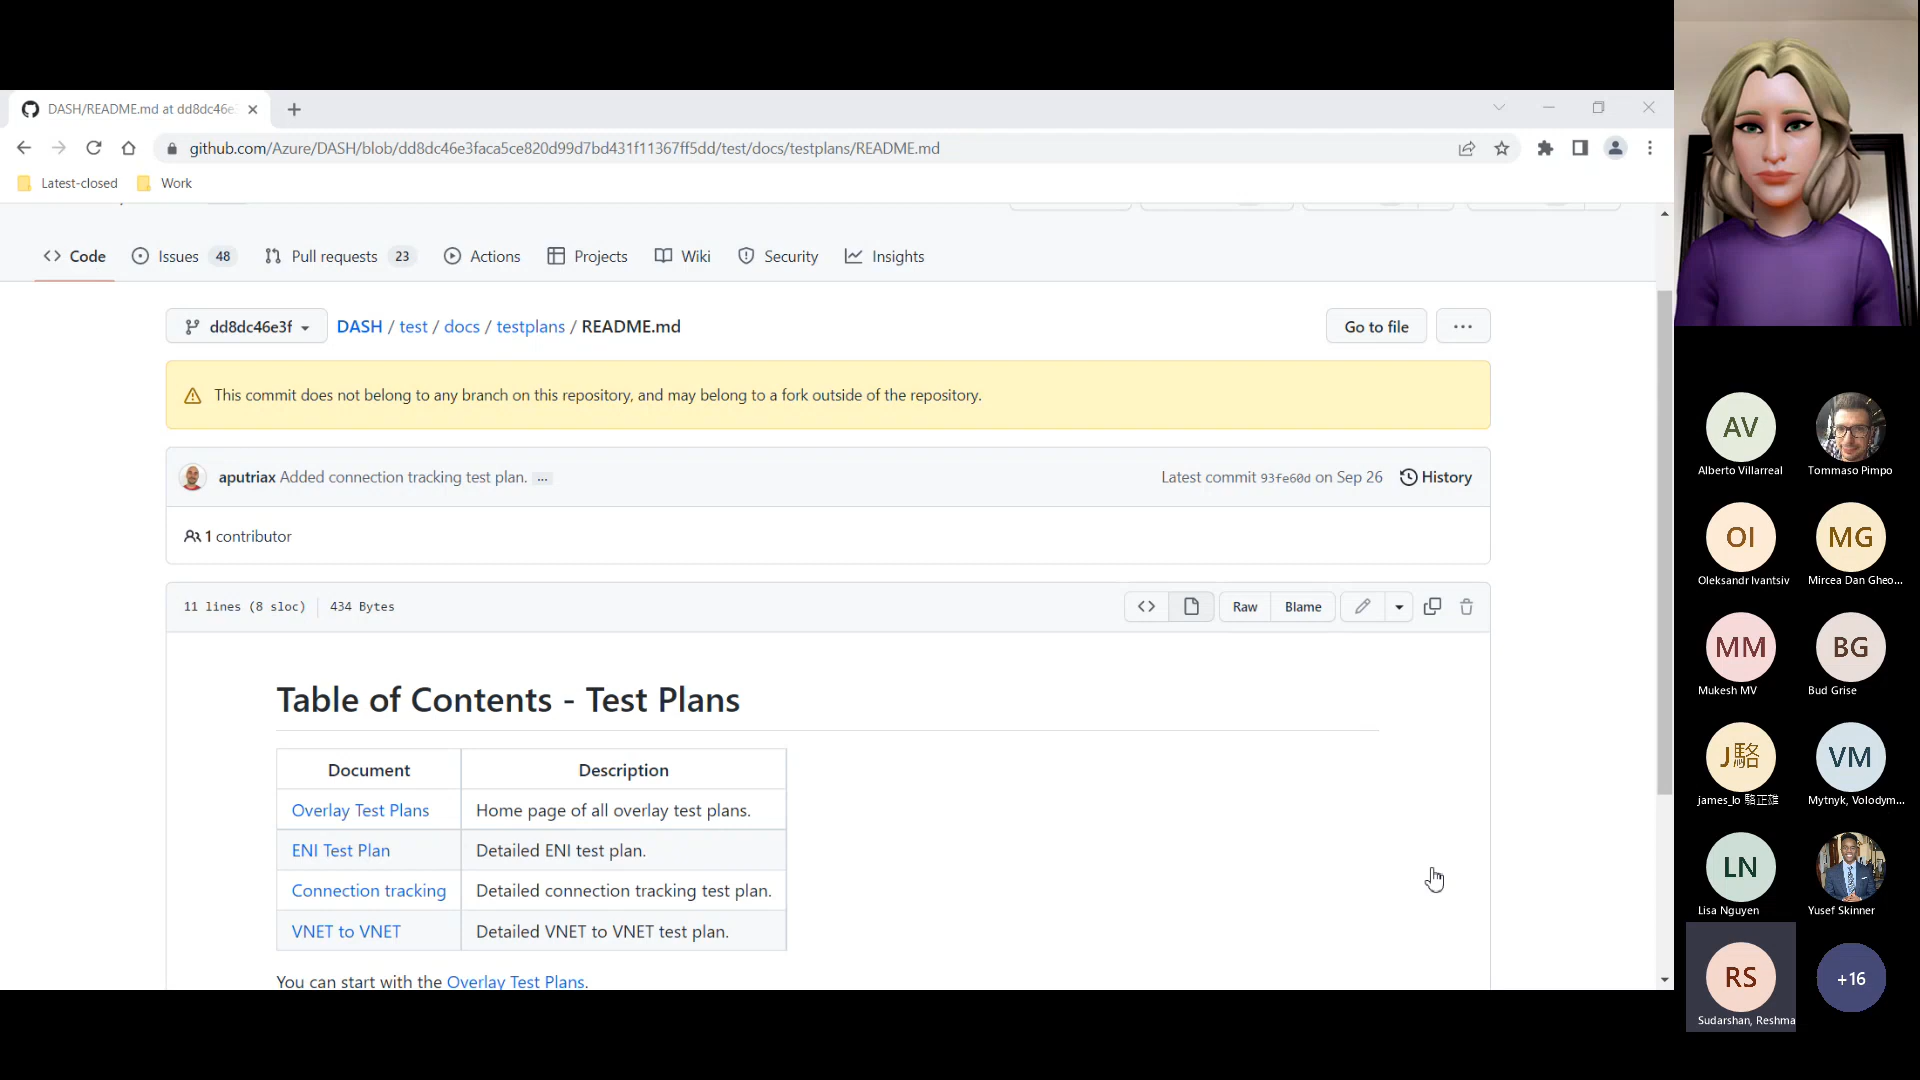 DASH/README.md at dd8dc46e
github.com/Azure/DASH/blob/dd8dc46e3faca5ce820d99d7bd431f11367ff5dd/test/docs/testplans/README.md
Latest-closed
Work
Code
Issues 48
Pull requests 23
Actions
Projects
Wiki
Security
Insights
dd8dc46e3f
DASH / test / docs / testplans / README.md
Go to file
...
This commit does not belong to any branch on this repository, and may belong to a fork outside of the repository.
aputriax Added connection tracking test plan. ...
Latest commit 93fe60d on Sep 26
History
1 contributor
11 lines (8 sloc)
434 Bytes
Raw
Blame
Table of Contents - Test Plans
Document Description
Overlay Test Plans Home page of all overlay test plans.
ENI Test Plan Detailed ENI test plan.
Connection tracking Detailed connection tracking test plan.
VNET to VNET Detailed VNET to VNET test plan.
You can start with the Overlay Test Plans.
AV
Alberto Villarreal
Tommaso Pimpo
OI
Oleksandr Ivantsiv
MG
Mircea Dan Gheo...
MM
Mukesh MV
BG
Bud Grise
J駱
james_lo 駱正雄
VM
Mytnyk, Volodym...
LN
Lisa Nguyen
Yusef Skinner
RS
Sudarshan, Reshma
+16